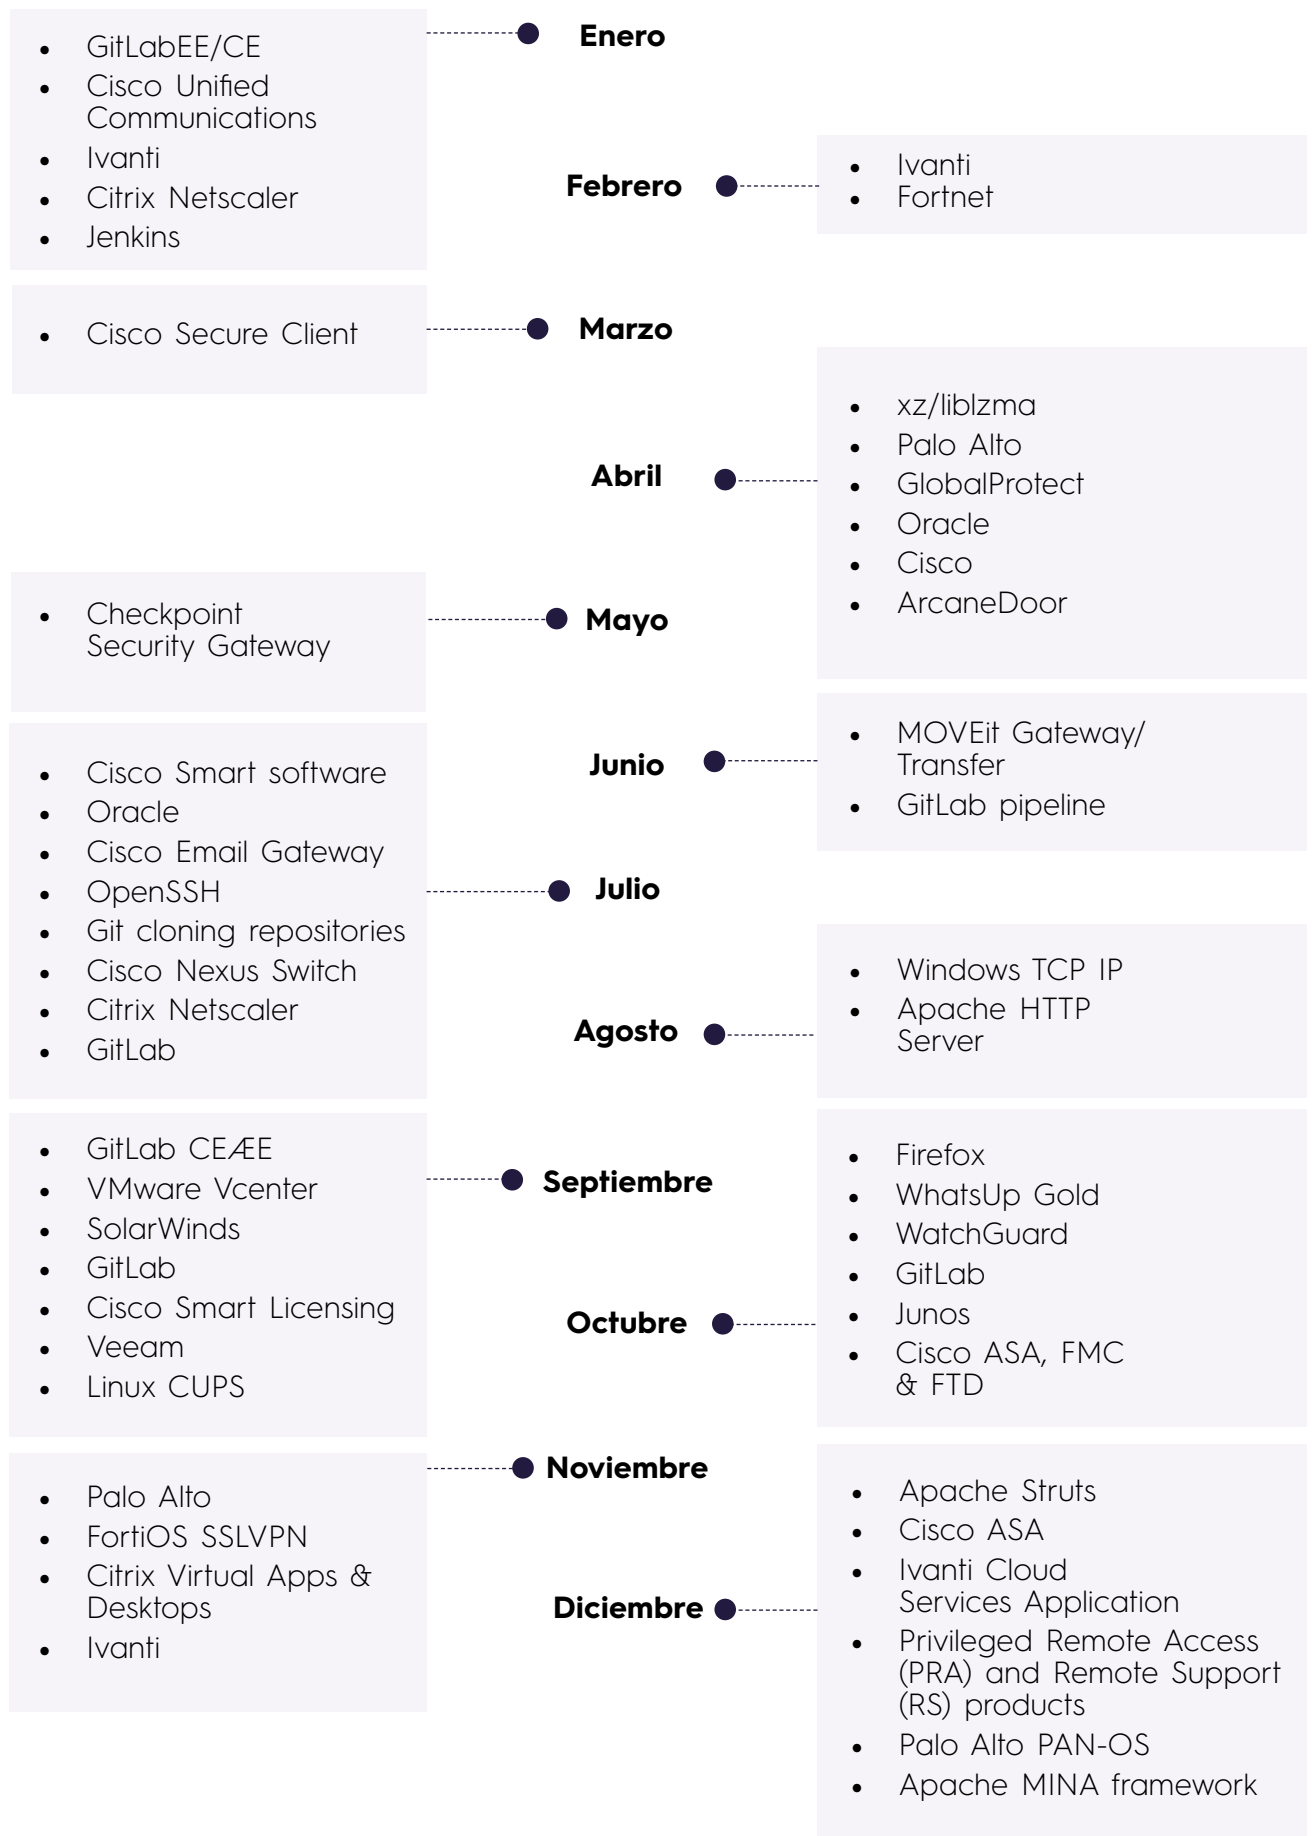 Enero
• GitLabEE/CE
• Cisco Unified
Communications
• Ivanti
• Citrix Netscaler
• Jenkins
Febrero
• Ivanti
• Fortnet
Marzo
• Cisco Secure Client
Abril
• xz/liblzma
• Palo Alto
• GlobalProtect
• Oracle
• Cisco
• ArcaneDoor
Mayo
• Checkpoint
Security Gateway
Junio
• MOVEit Gateway/
Transfer
• GitLab pipeline
Julio
• Cisco Smart software
• Oracle
• Cisco Email Gateway
• OpenSSH
• Git cloning repositories
• Cisco Nexus Switch
• Citrix Netscaler
• GitLab
Agosto
• Windows TCP IP
• Apache HTTP
Server
Septiembre
• GitLab CEÆE
• VMware Vcenter
• SolarWinds
• GitLab
• Cisco Smart Licensing
• Veeam
• Linux CUPS
Octubre
• Firefox
• WhatsUp Gold
• WatchGuard
• GitLab
• Junos
• Cisco ASA, FMC
& FTD
Noviembre
• Palo Alto
• FortiOS SSLVPN
• Citrix Virtual Apps &
Desktops
• Ivanti
Diciembre
• Apache Struts
• Cisco ASA
• Ivanti Cloud
Services Application
• Privileged Remote Access
(PRA) and Remote Support
(RS) products
• Palo Alto PAN-OS
• Apache MINA framework